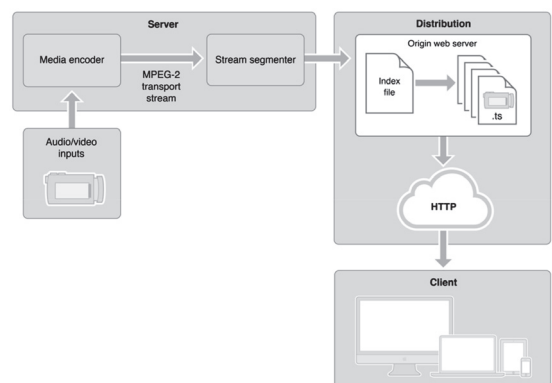 Server
Media encoder
MPEG-2
transport
stream
Stream segmenter
Audio/video
inputs
Distribution
Origin web server
Index
file
.ts
HTTP
Client